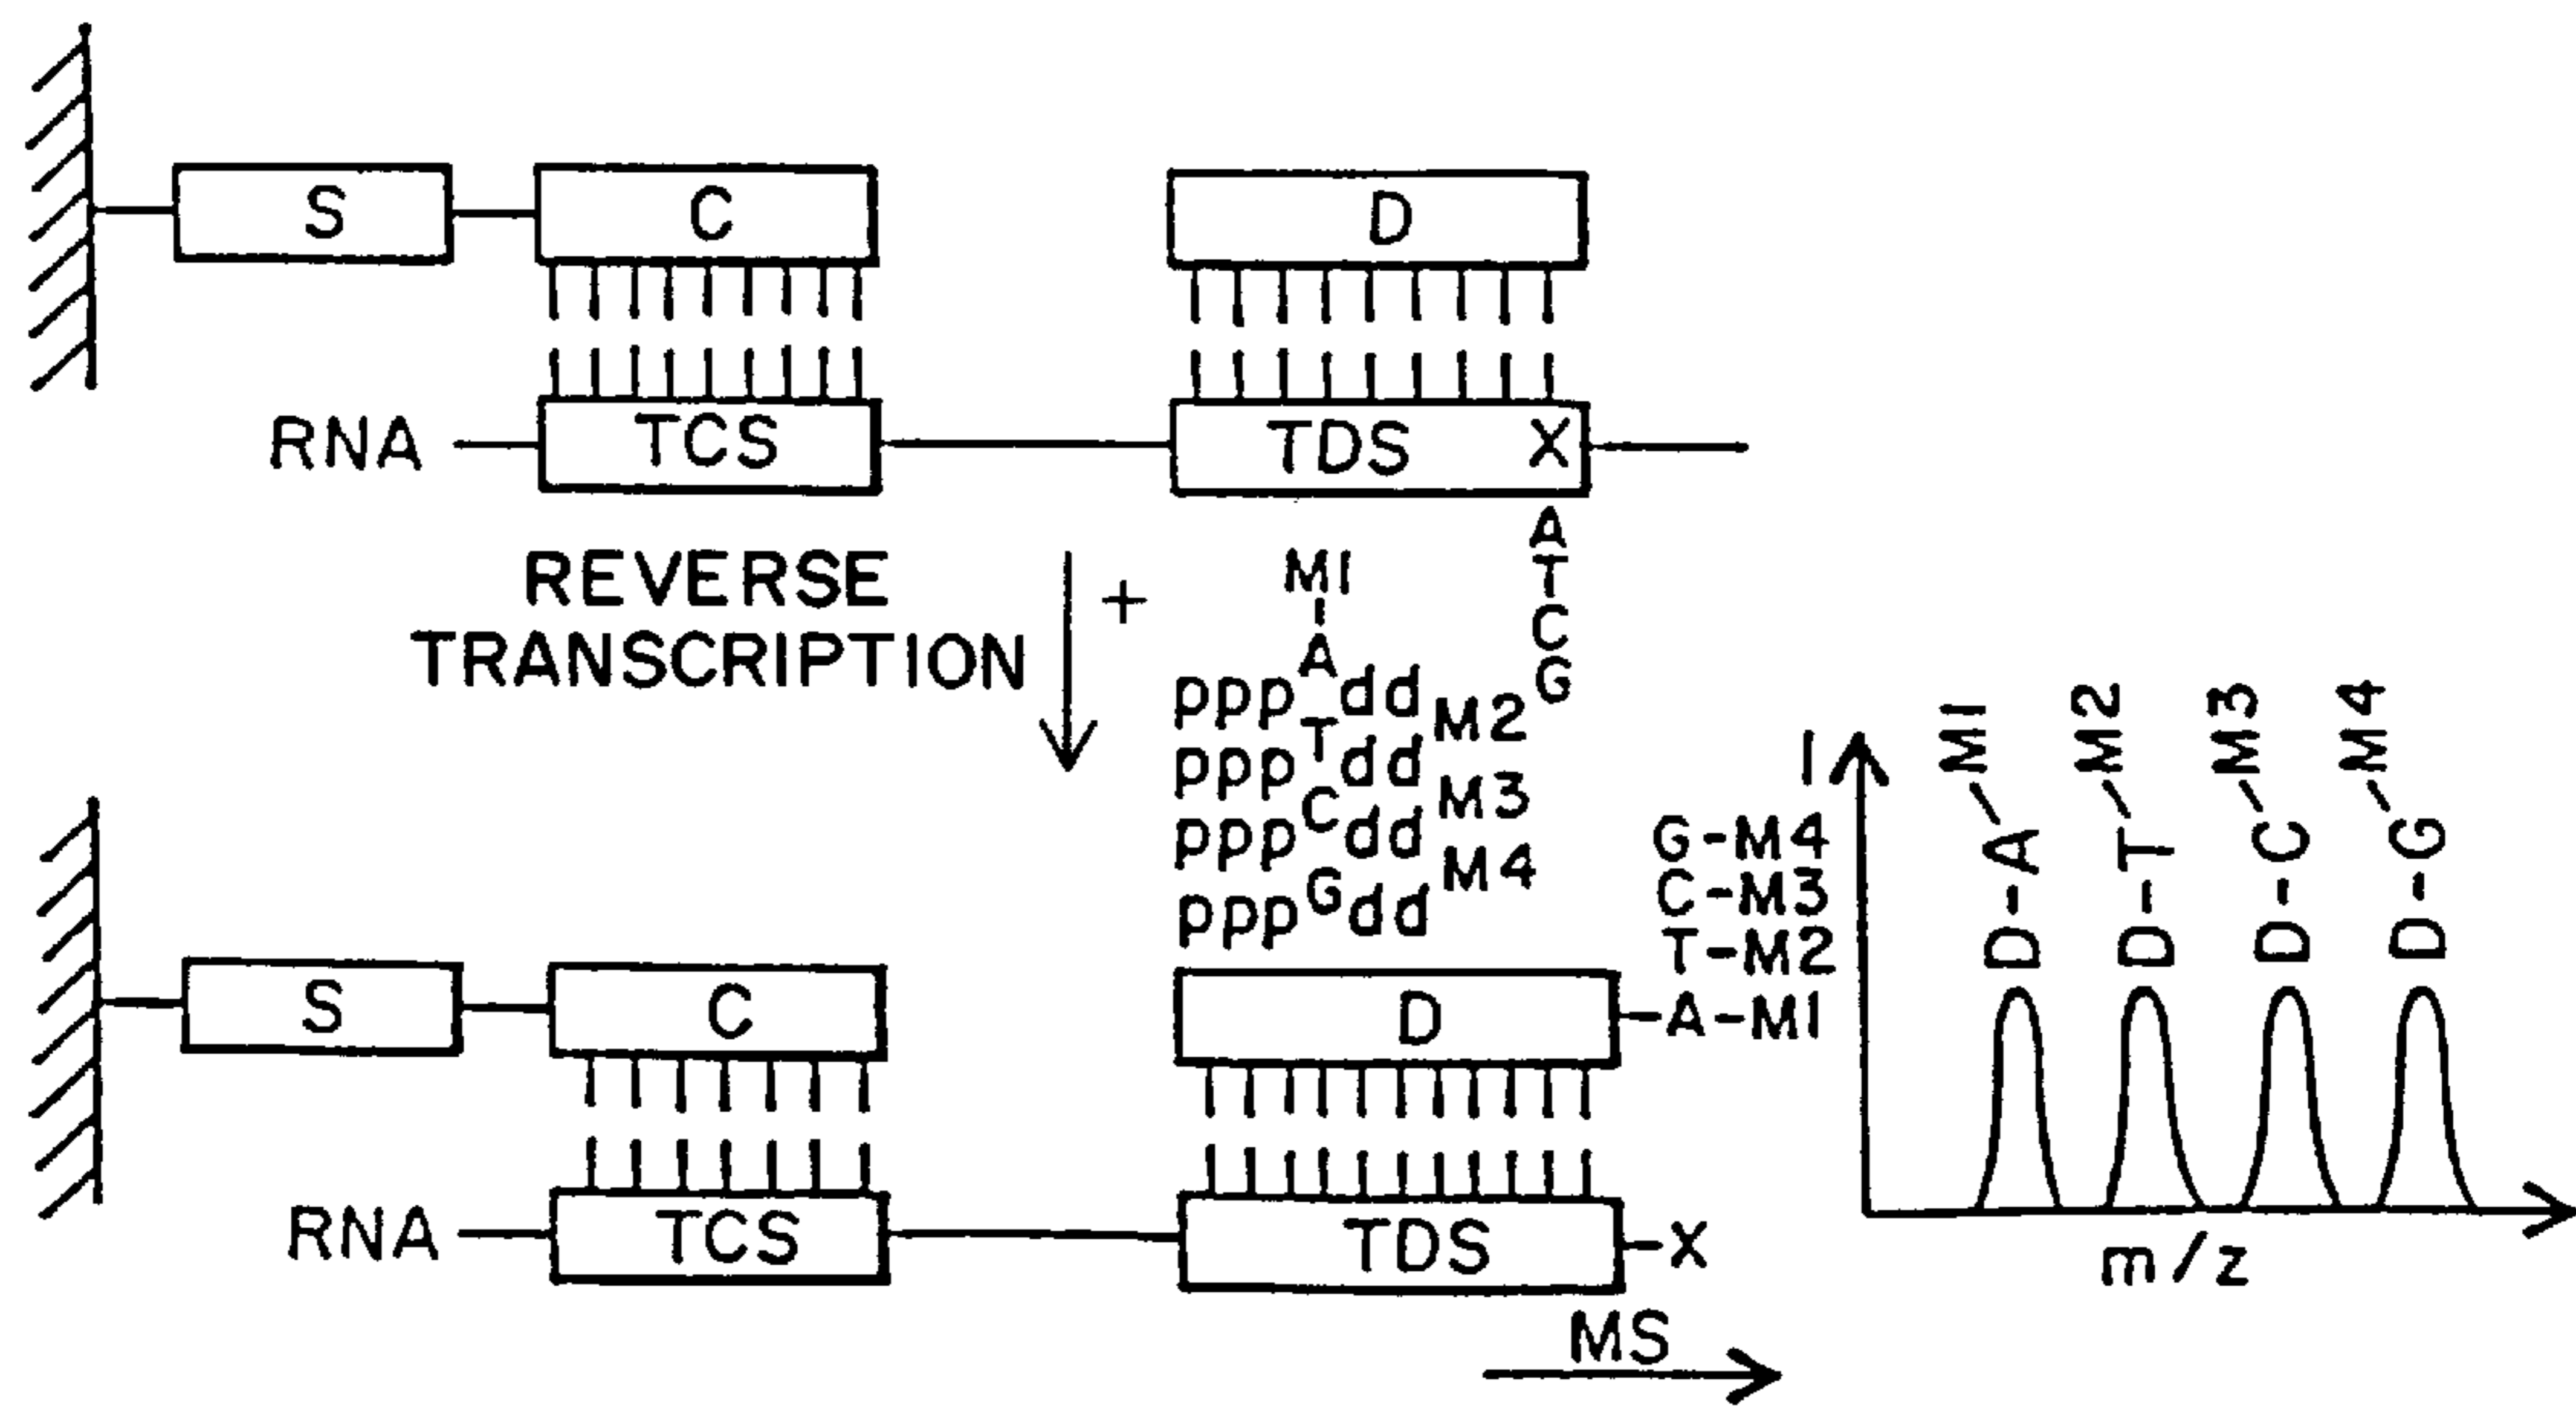 S C D
RNA TCS TDS X
A
T
C
G
REVERSE
TRANSCRIPTION
+
M1
A
pppdd
M2
T
pppdd
M3
C
pppdd
M4
G
pppdd
S C D
G-M4
C-M3
T-M2
A-M1
RNA TCS TDS X
MS
I
D-A-M1
D-T-M2
D-C-M3
D-G-M4
m/z